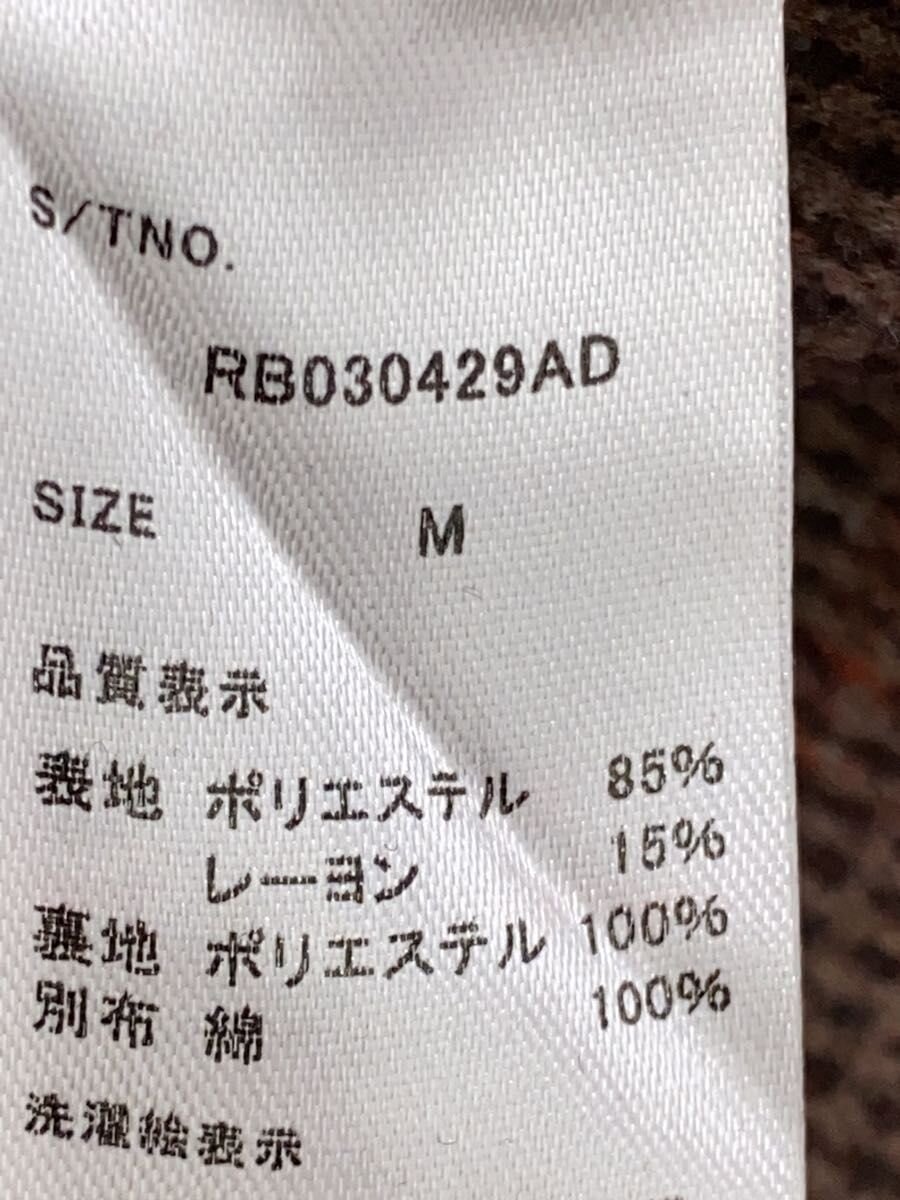 S/TNO.
RB030429AD
SIZE M
品質表示
表地 ポリエステル 85%
レーヨン 15%
裏地 ポリエステル 100%
別布 綿 100%
洗濯絵表示